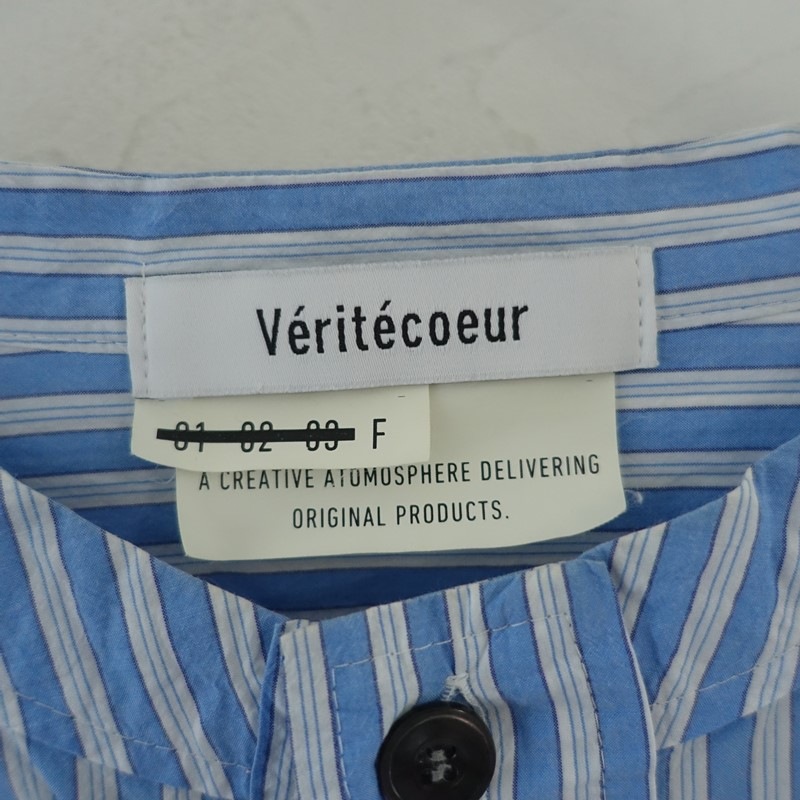 Véritécoeur
01 02 03 F
A CREATIVE ATOMOSPHERE DELIVERING
ORIGINAL PRODUCTS.